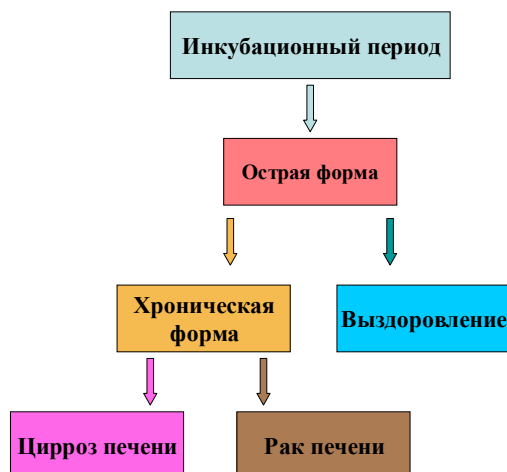 Инкубационный период
Острая форма
Хроническая
форма
Выздоровление
Цирроз печени
Рак печени